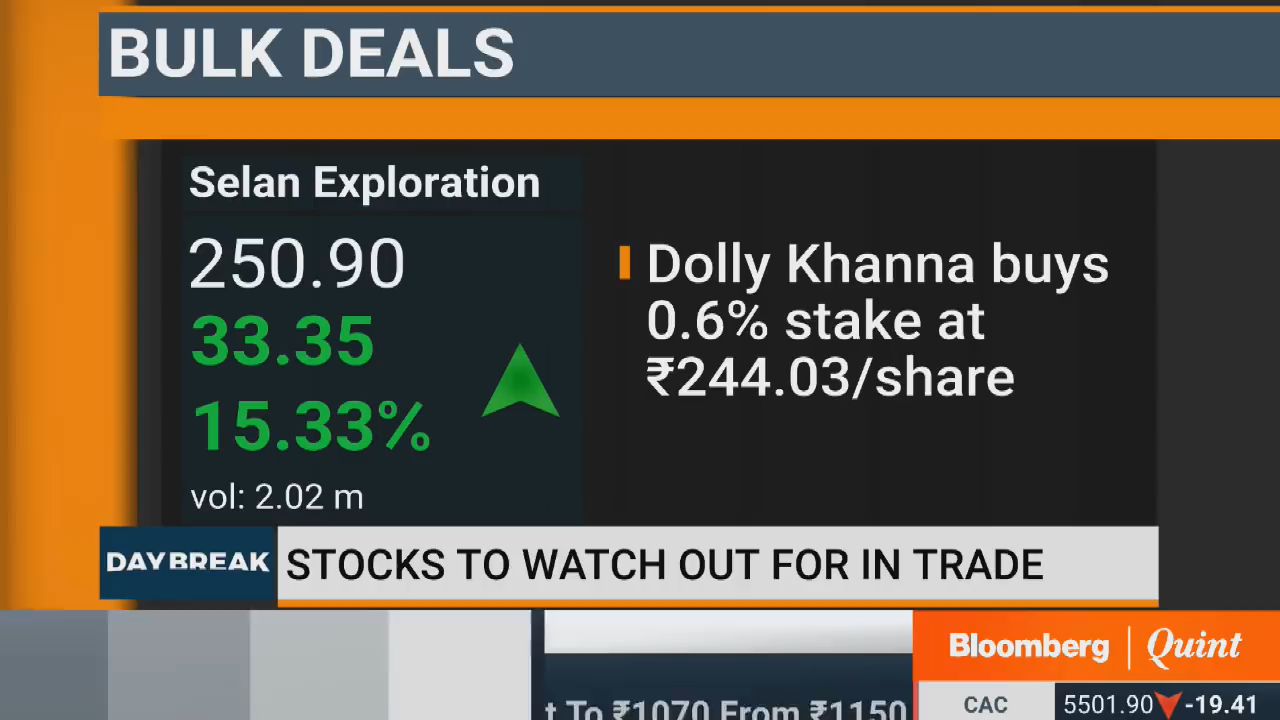 BULK DEALS
Selan Exploration
250.90
33.35
15.33%
vol: 2.02 m
Dolly Khanna buys
0.6% stake at
₹244.03/share
DAYBREAK
STOCKS TO WATCH OUT FOR IN TRADE
Bloomberg | Quint
t To ₹1070 From ₹1150
CAC
5501.90 -19.41